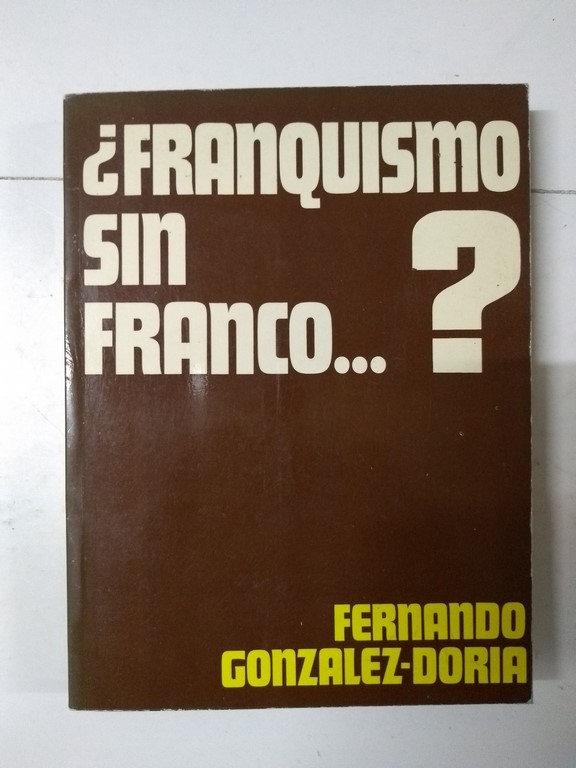 ¿FRANQUISMO
SIN
FRANCO...?
FERNANDO
GONZALEZ-DORIA